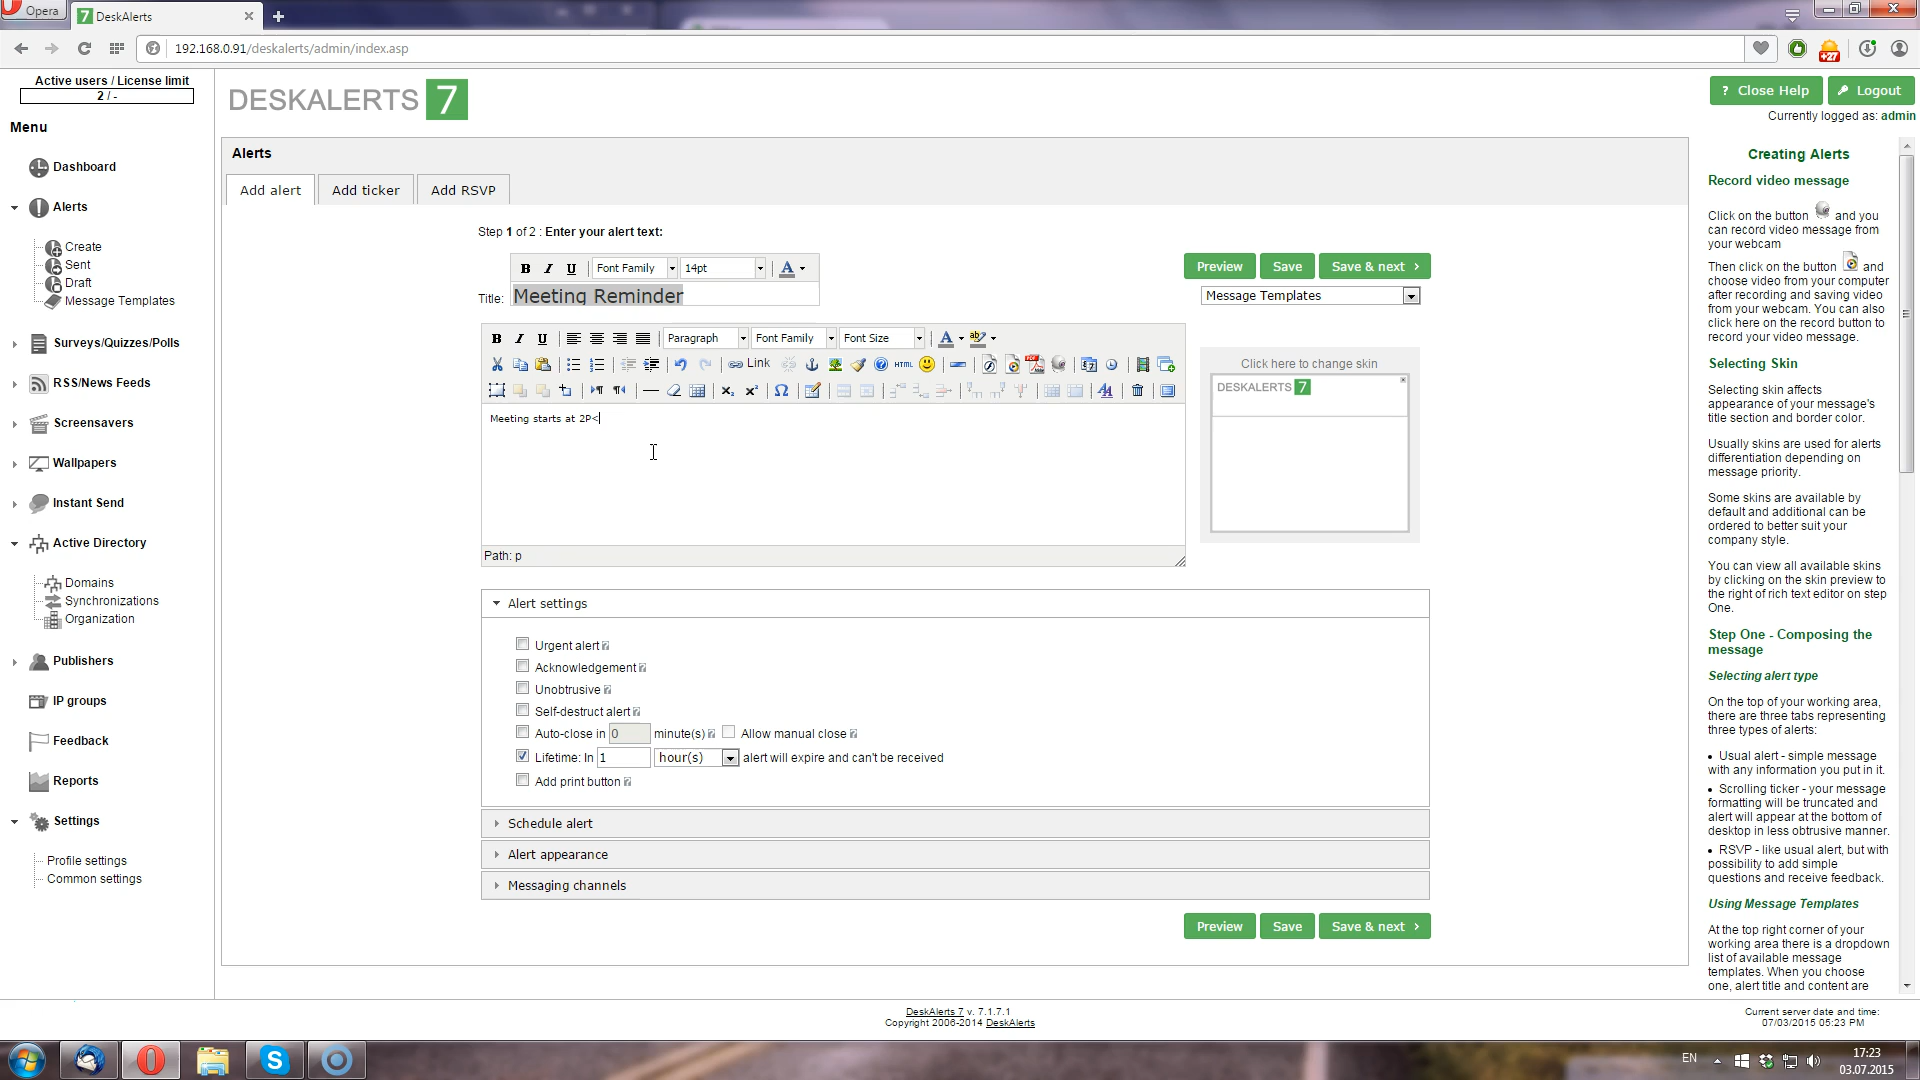 Opera
7 DeskAlerts
192.168.0.91/deskalerts/admin/index.asp
+27
Active users / License limit
2 / -
Menu
Dashboard
Alerts
Create
Sent
Draft
Message Templates
Surveys/Quizzes/Polls
RSS/News Feeds
Screensavers
Wallpapers
Instant Send
Active Directory
Domains
Synchronizations
Organization
Publishers
IP groups
Feedback
Reports
Settings
Profile settings
Common settings
DESKALERTS 7
? Close Help
Logout
Currently logged as: admin
Alerts
Add alert
Add ticker
Add RSVP
Step 1 of 2 : Enter your alert text:
B I U Font Family 14pt A
Title: Meeting Reminder
Preview
Save
Save & next >
Message Templates
B I U Paragraph Font Family Font Size A ab
Link HTML PDF 7
Meeting starts at 2P<
Path: p
Click here to change skin
DESKALERTS 7
Alert settings
Urgent alert
Acknowledgement
Unobtrusive
Self-destruct alert
Auto-close in 0 minute(s) Allow manual close
Lifetime: In 1 hour(s) alert will expire and can't be received
Add print button
Schedule alert
Alert appearance
Messaging channels
Preview
Save
Save & next >
Creating Alerts
Record video message
Click on the button and you
can record video message from
your webcam
Then click on the button and
choose video from your computer
after recording and saving video
from your webcam. You can also
click here on the record button to
record your video message.
Selecting Skin
Selecting skin affects
appearance of your message's
title section and border color.
Usually skins are used for alerts
differentiation depending on
message priority.
Some skins are available by
default and additional can be
ordered to better suit your
company style.
You can view all available skins
by clicking on the skin preview to
the right of rich text editor on step
One.
Step One - Composing the
message
Selecting alert type
On the top of your working area,
there are three tabs representing
three types of alerts:
• Usual alert - simple message
with any information you put in it.
• Scrolling ticker - your message
formatting will be truncated and
alert will appear at the bottom of
desktop in less obtrusive manner.
• RSVP - like usual alert, but with
possibility to add simple
questions and receive feedback.
Using Message Templates
At the top right corner of your
working area there is a dropdown
list of available message
templates. When you choose
one, alert title and content are
DeskAlerts 7 v. 7.1.7.1
Copyright 2006-2014 DeskAlerts
Current server date and time:
07/03/2015 05:23 PM
EN
17:23
03.07.2015